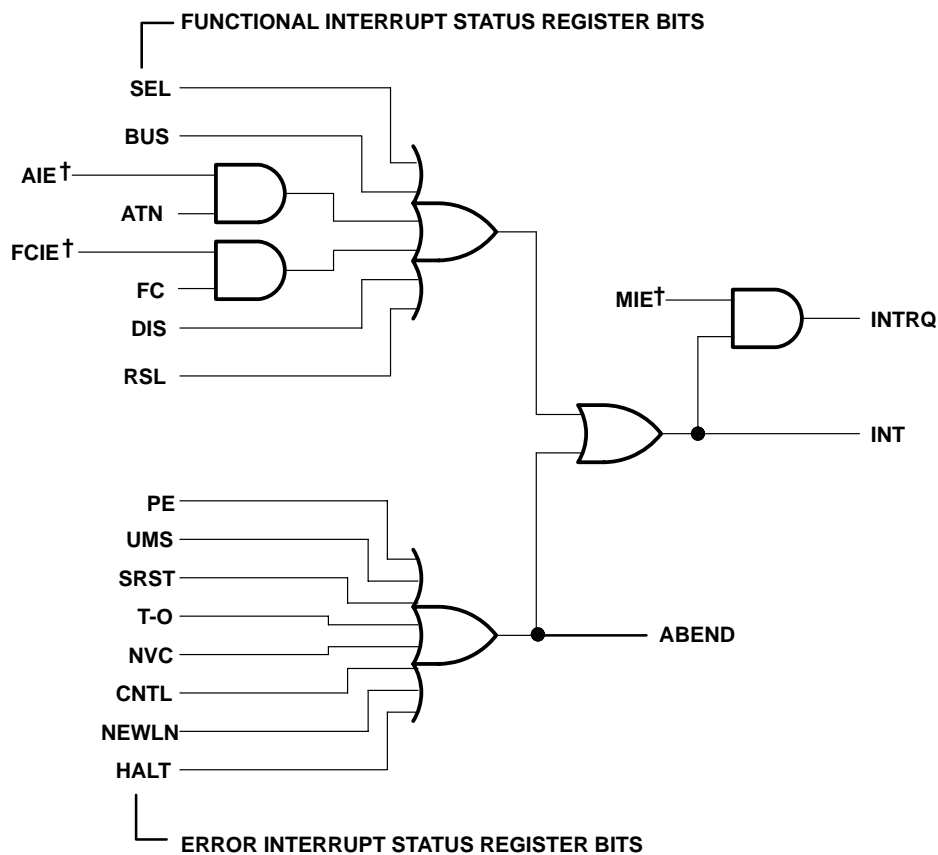 FUNCTIONAL INTERRUPT STATUS REGISTER BITS
SEL
BUS
AIE†
ATN
FCIE†
FC
DIS
RSL
MIE†
INTRQ
INT
PE
UMS
SRST
T-O
NVC
CNTL
NEWLN
HALT
ABEND
ERROR INTERRUPT STATUS REGISTER BITS